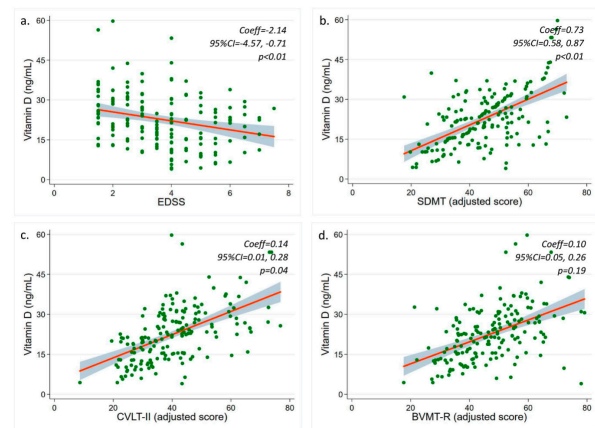 a.
Coeff=-2.14
95%CI=-4.57, -0.71
p<0.01
Vitamin D (ng/mL)
60
45
30
15
0
0 2 4 6 8
EDSS
b.
Coeff=0.73
95%CI=0.58, 0.87
p<0.01
Vitamin D (ng/mL)
60
45
30
15
0
0 20 40 60 80
SDMT (adjusted score)
c.
Coeff=0.14
95%CI=0.01, 0.28
p=0.04
Vitamin D (ng/mL)
60
45
30
15
0
0 20 40 60 80
CVLT-II (adjusted score)
d.
Coeff=0.10
95%CI=0.05, 0.26
p=0.19
Vitamin D (ng/mL)
60
45
30
15
0
0 20 40 60 80
BVMT-R (adjusted score)